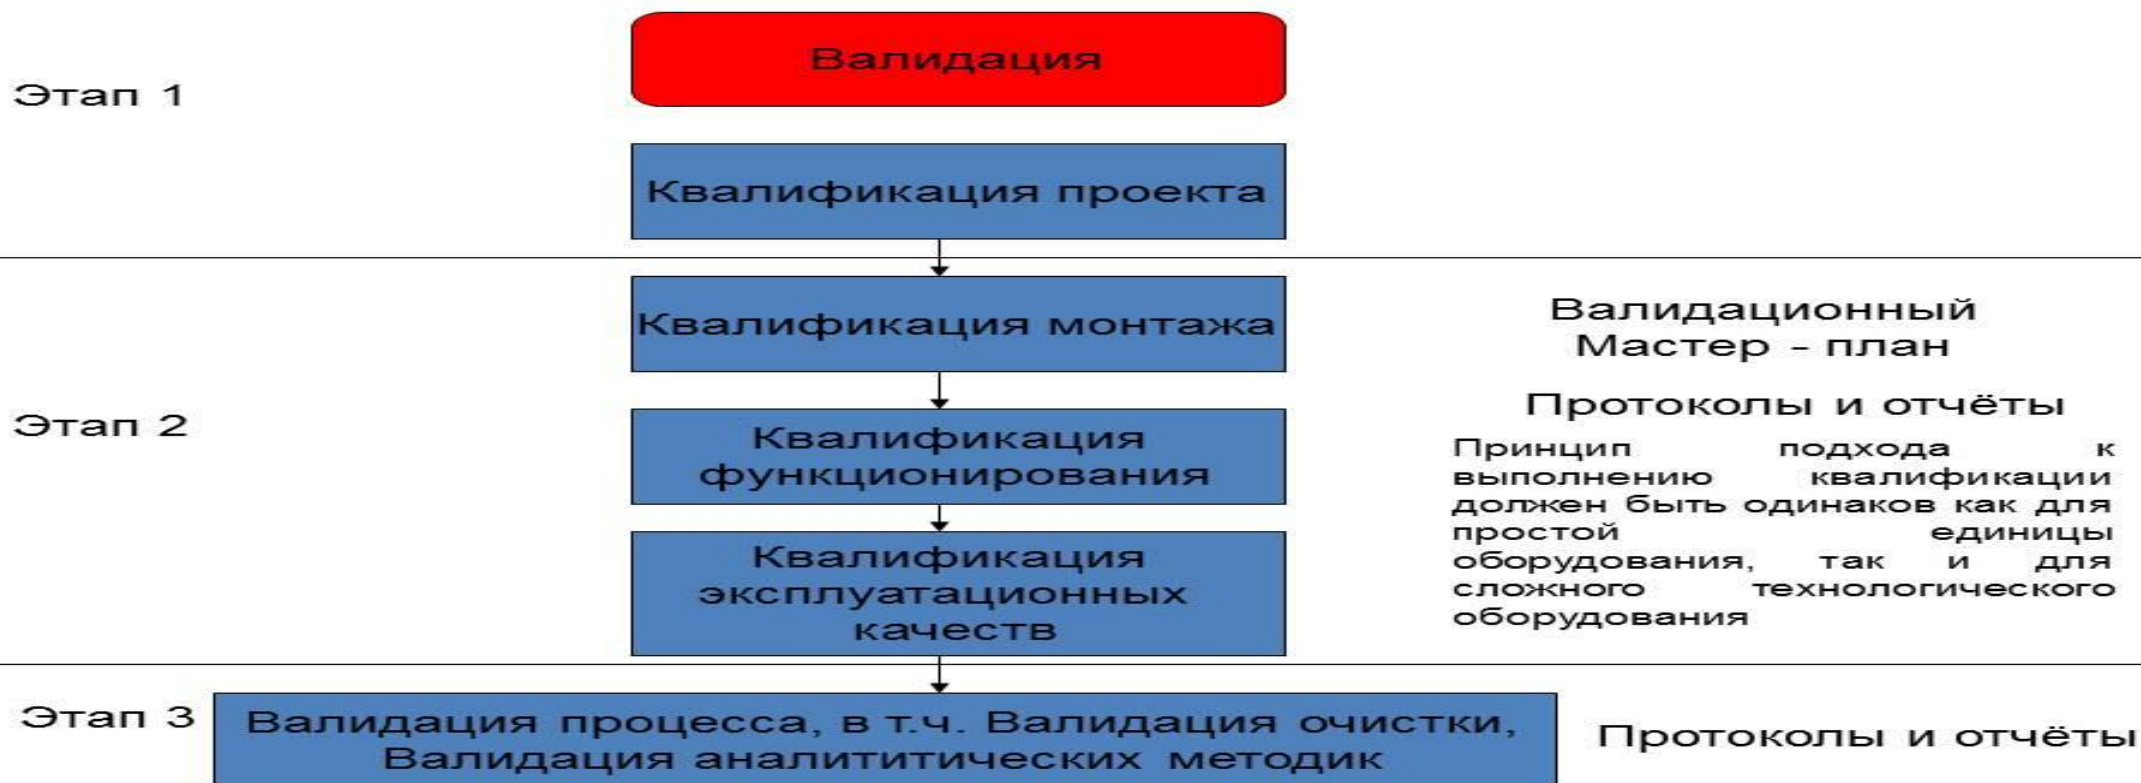 Валидация
Этап 1
Квалификация проекта
Квалификация монтажа
Валидационный
Мастер - план
Этап 2
Квалификация
функционирования
Протоколы и отчёты
Принцип подхода к
выполнению квалификации
должен быть одинаков как для
простой единицы
оборудования, так и для
сложного технологического
оборудования
Квалификация
эксплуатационных
качеств
Этап 3
Валидация процесса, в т.ч. Валидация очистки,
Валидация аналититических методик
Протоколы и отчёты